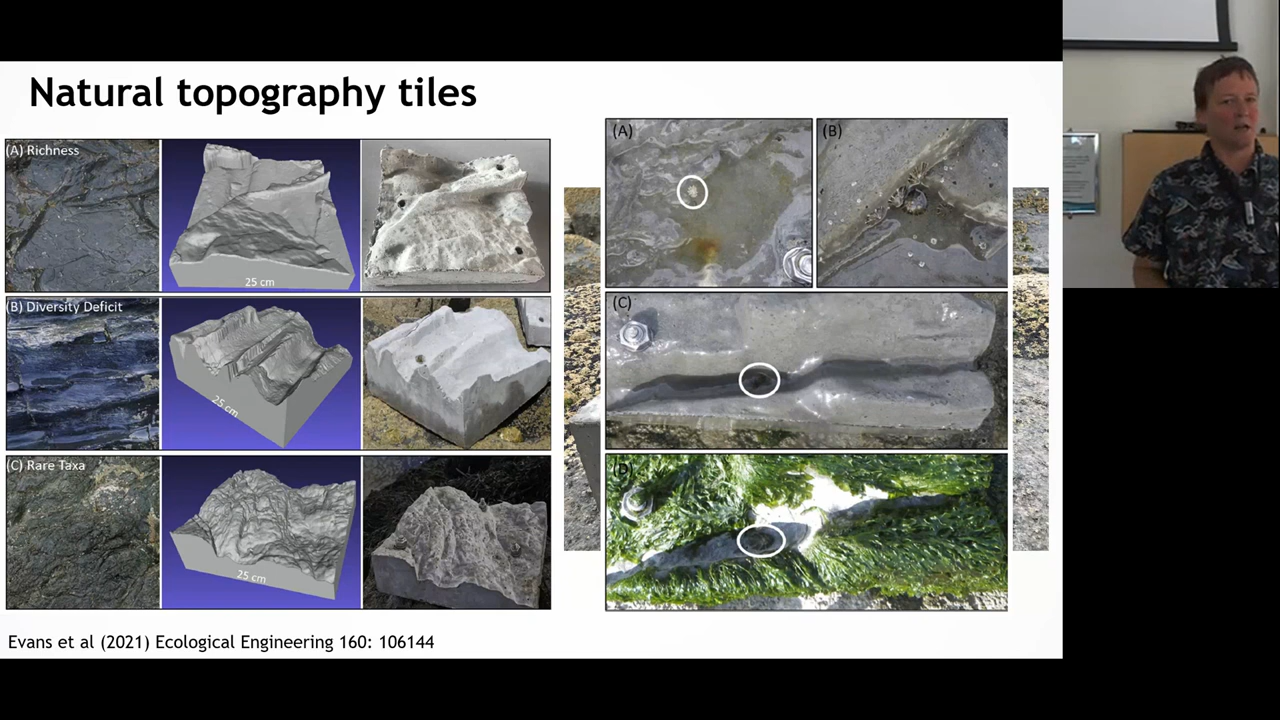 Natural topography tiles
(A) Richness
25 cm
(B) Diversity Deficit
25 cm
(C) Rare Taxa
25 cm
(A)
(B)
(C)
(D)
Evans et al (2021) Ecological Engineering 160: 106144